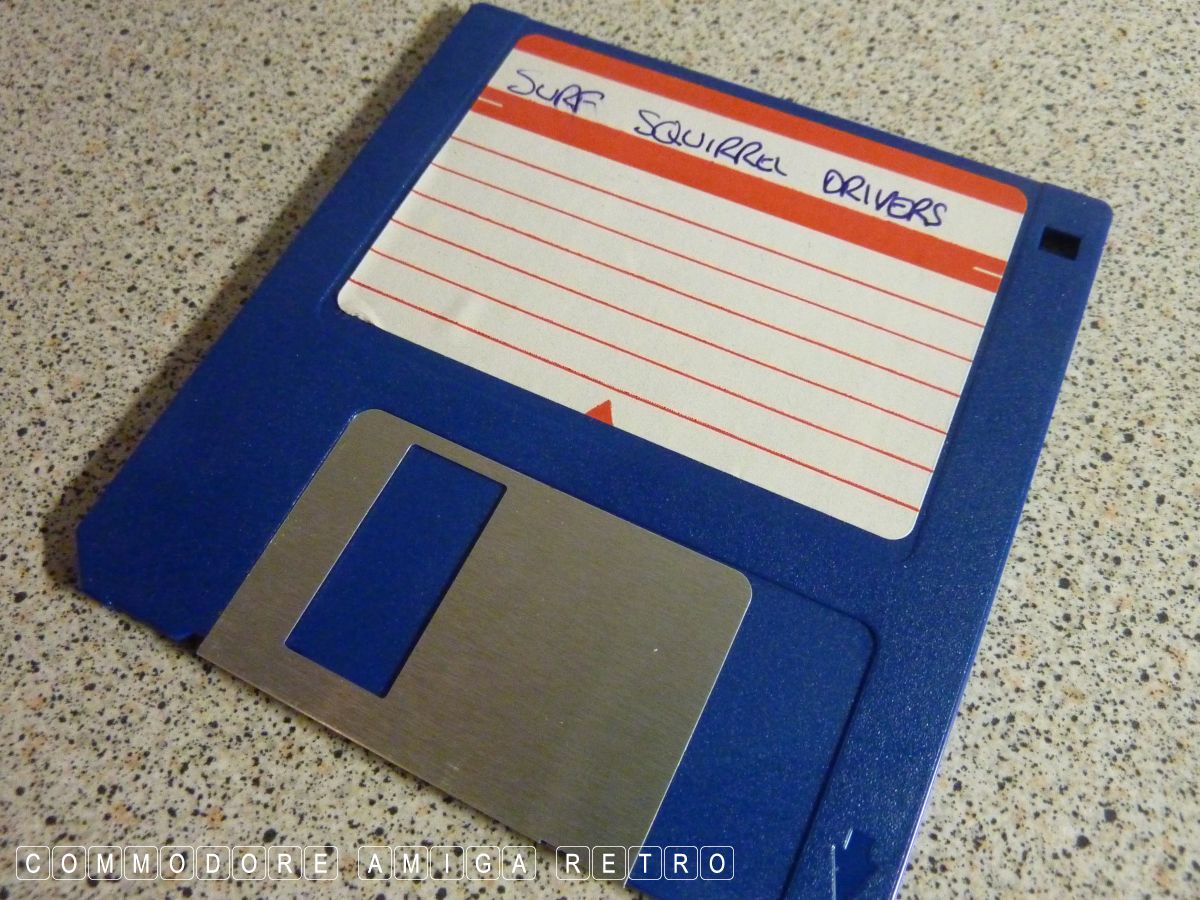 SURF SQUIRREL DRIVERS
COMMODORE AMIGA RETRO